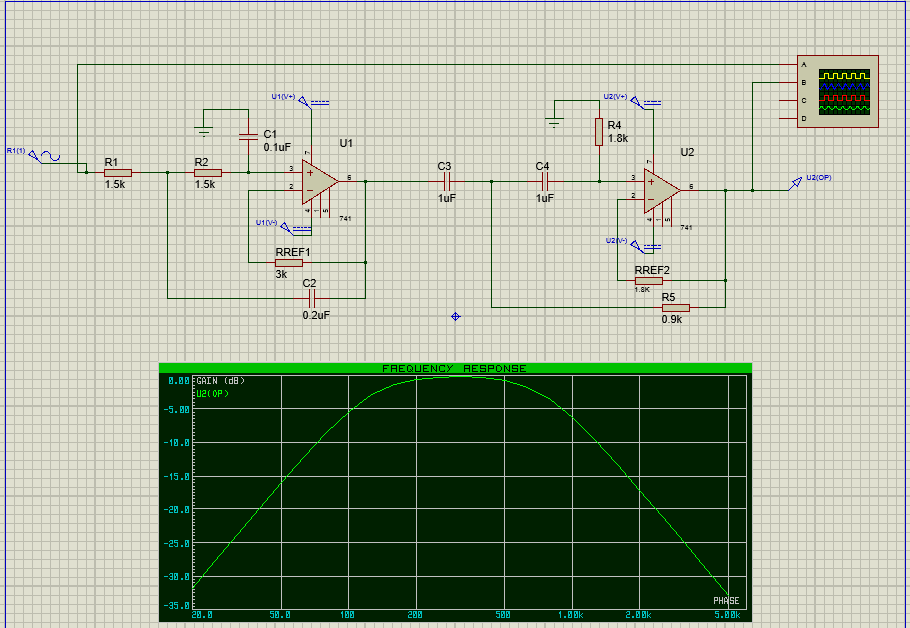 A
B
C
D
U1(V+)
U2(V+)
R1(1)
R1
1.5k
R2
1.5k
C1
0.1uF
U1
3
2
7
6
4
1
5
741
U1(V-)
RREF1
3k
C2
0.2uF
C3
1uF
C4
1uF
R4
1.8k
U2
3
2
7
6
4
1
5
741
U2(OP)
U2(V-)
RREF2
1.8K
R5
0.9k
FREQUENCY RESPONSE
0.00
GAIN (dB)
U2(OP)
-5.00
-10.0
-15.0
-20.0
-25.0
-30.0
-35.0
PHASE
20.0
50.0
100
200
500
1.00k
2.00k
5.00k